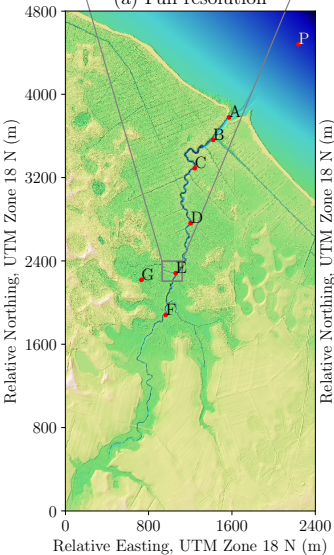 (a) Full resolution
4800
4000
3200
2400
1600
800
0
0
800
1600
2400
Relative Northing, UTM Zone 18 N (m)
Relative Northing, UTM Zone 18 N (m)
Relative Easting, UTM Zone 18 N (m)
P
A
B
C
D
E
G
F